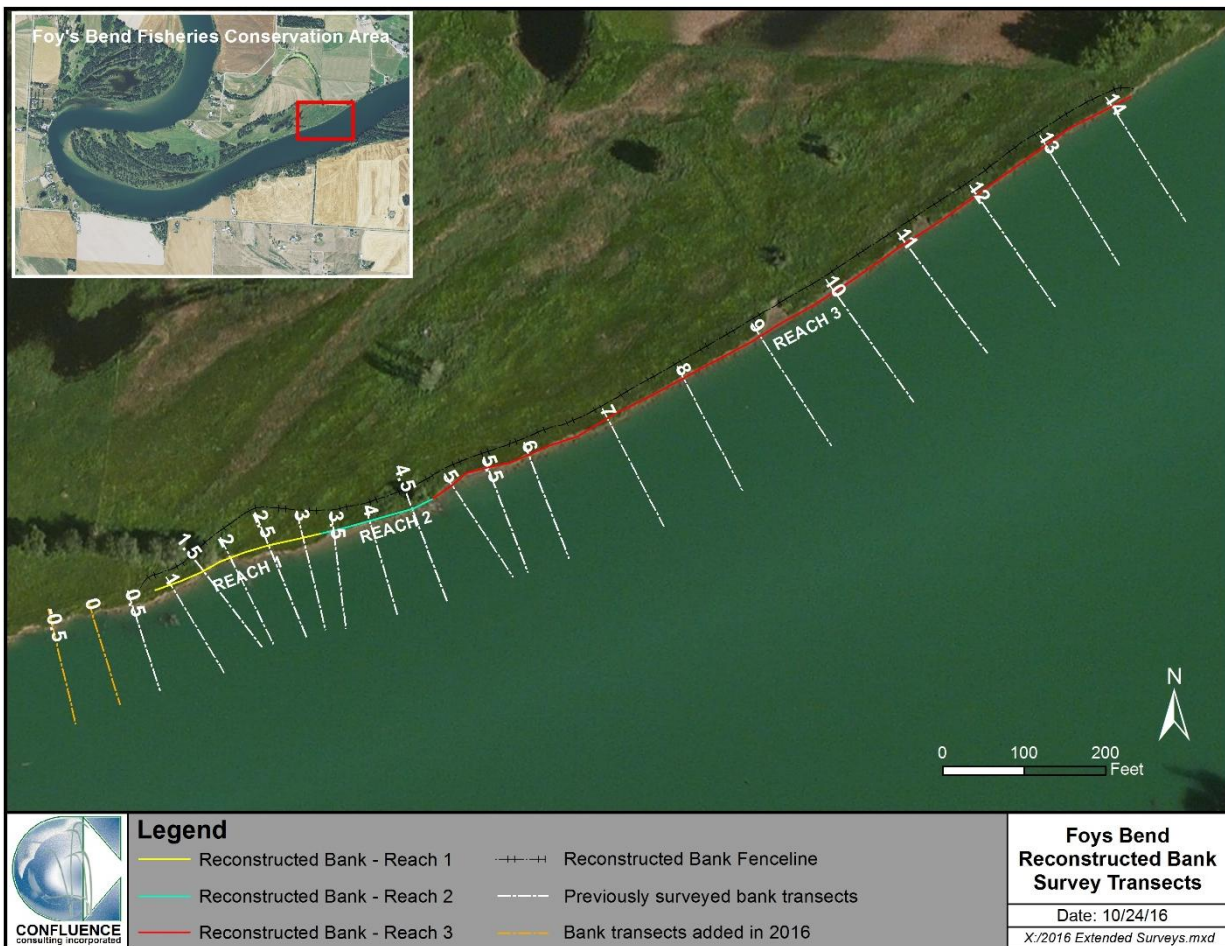 Foy's Bend Fisheries Conservation Area
-0.5
0
0.5
1
1.5
2
2.5
3
3.5
4
4.5
5
5.5
6
7
8
9
10
11
12
13
14
REACH 1
REACH 2
REACH 3
N
0 100 200
Feet
Legend
Reconstructed Bank - Reach 1
Reconstructed Bank - Reach 2
Reconstructed Bank - Reach 3
Reconstructed Bank Fenceline
Previously surveyed bank transects
Bank transects added in 2016
CONFLUENCE
consulting incorporated
Foys Bend
Reconstructed Bank
Survey Transects
Date: 10/24/16
X:/2016 Extended Surveys.mxd